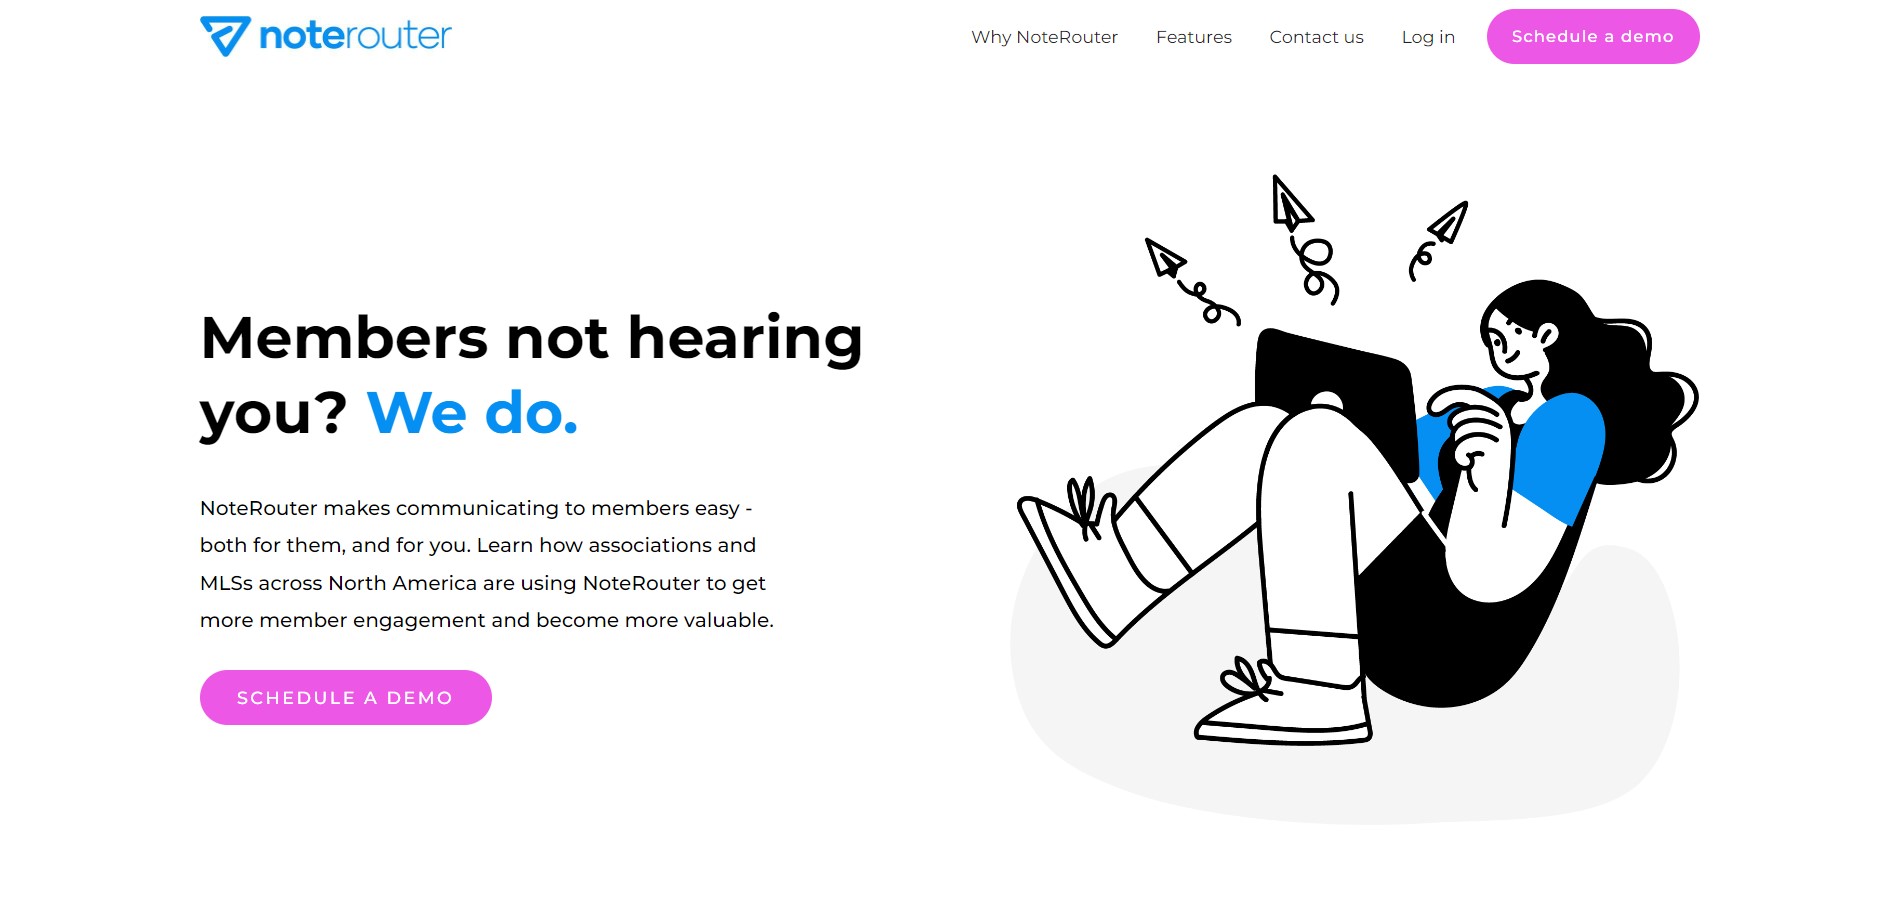 noterouter
Why NoteRouter
Features
Contact us
Log in
Schedule a demo
Members not hearing
you? We do.
NoteRouter makes communicating to members easy -
both for them, and for you. Learn how associations and
MLSs across North America are using NoteRouter to get
more member engagement and become more valuable.
SCHEDULE A DEMO